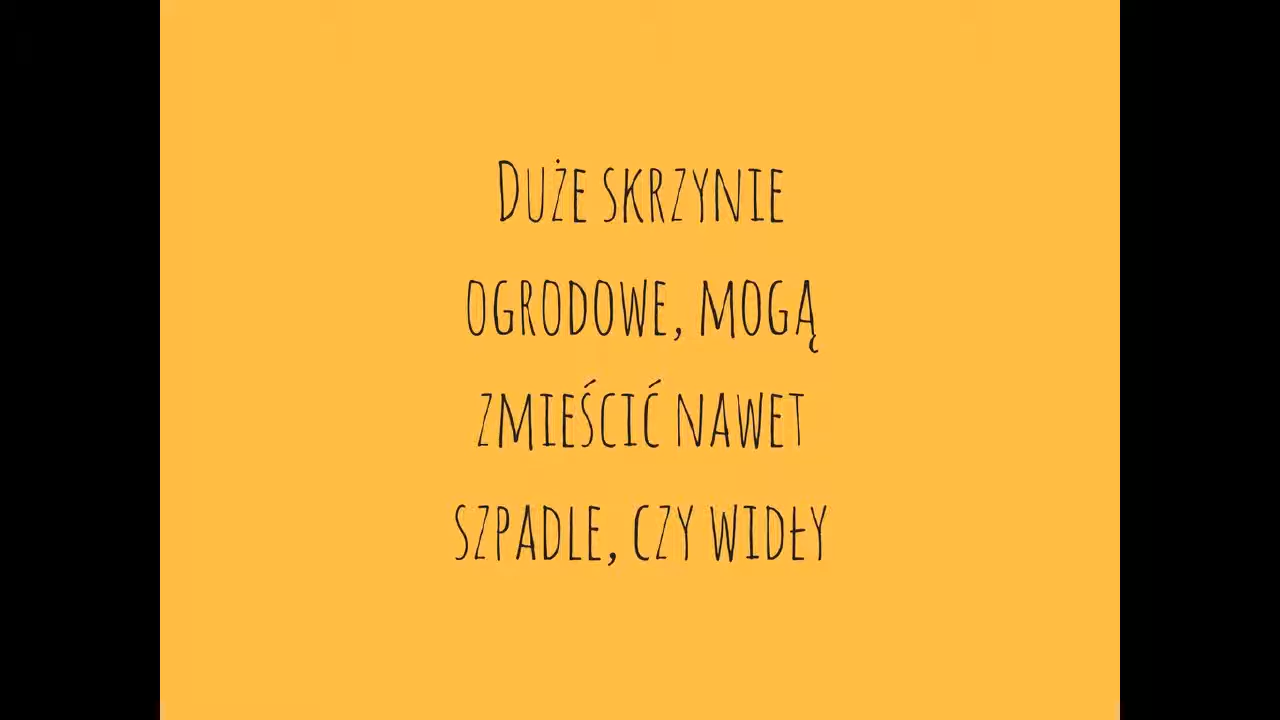 Duże skrzynie
ogrodowe, mogą
zmieścić nawet
szpadle, czy widły